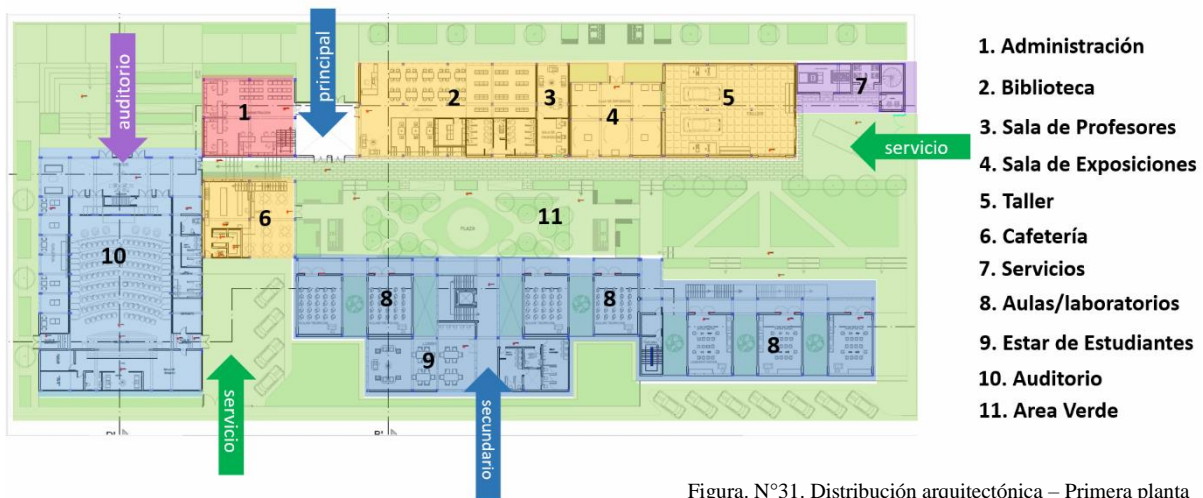 auditorio
principal
1
2
3
4
5
7
servicio
6
11
PLAZA
10
8
8
8
9
servicio
secundario
1. Administración
2. Biblioteca
3. Sala de Profesores
4. Sala de Exposiciones
5. Taller
6. Cafetería
7. Servicios
8. Aulas/laboratorios
9. Estar de Estudiantes
10. Auditorio
11. Area Verde
Figura. N°31. Distribución arquitectónica – Primera planta